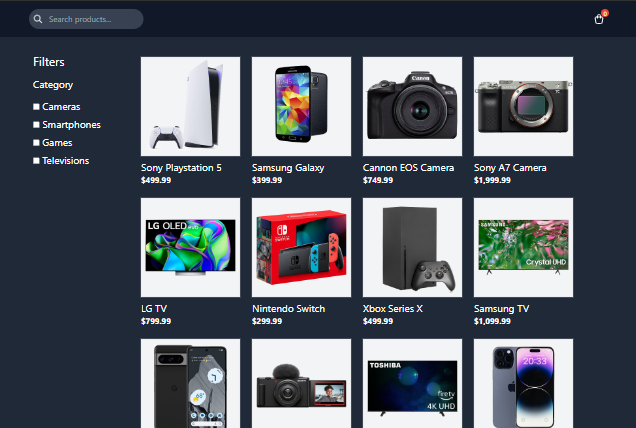 Search products...
0
Filters
Category
Cameras
Smartphones
Games
Televisions
Sony Playstation 5
$499.99
Samsung Galaxy
$399.99
Canon
Cannon EOS Camera
$749.99
Sony A7 Camera
$1,999.99
LG OLED evo
LG TV
$799.99
NINTENDO
SWITCH
Nintendo Switch
$299.99
Xbox Series X
$499.99
SAMSUNG
Crystal UHD
Samsung TV
$1,099.99
TOSHIBA
firetv
4K UHD
20:33